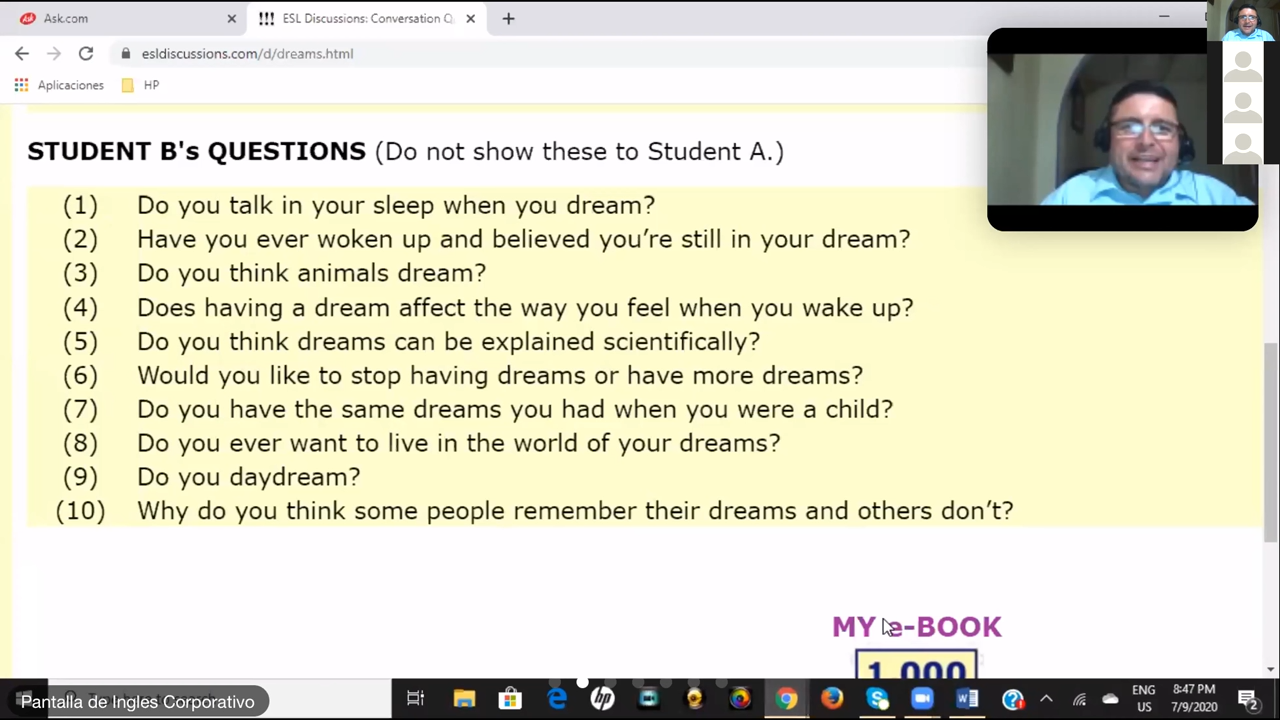 Ask.com
ESL Discussions: Conversation Q
esldiscussions.com/d/dreams.html
Aplicaciones
HP
STUDENT B's QUESTIONS (Do not show these to Student A.)
(1) Do you talk in your sleep when you dream?
(2) Have you ever woken up and believed you’re still in your dream?
(3) Do you think animals dream?
(4) Does having a dream affect the way you feel when you wake up?
(5) Do you think dreams can be explained scientifically?
(6) Would you like to stop having dreams or have more dreams?
(7) Do you have the same dreams you had when you were a child?
(8) Do you ever want to live in the world of your dreams?
(9) Do you daydream?
(10) Why do you think some people remember their dreams and others don’t?
MY e-BOOK
1,000
Pantalla de Ingles Corporativo
ENG
US
8:47 PM
7/9/2020
2